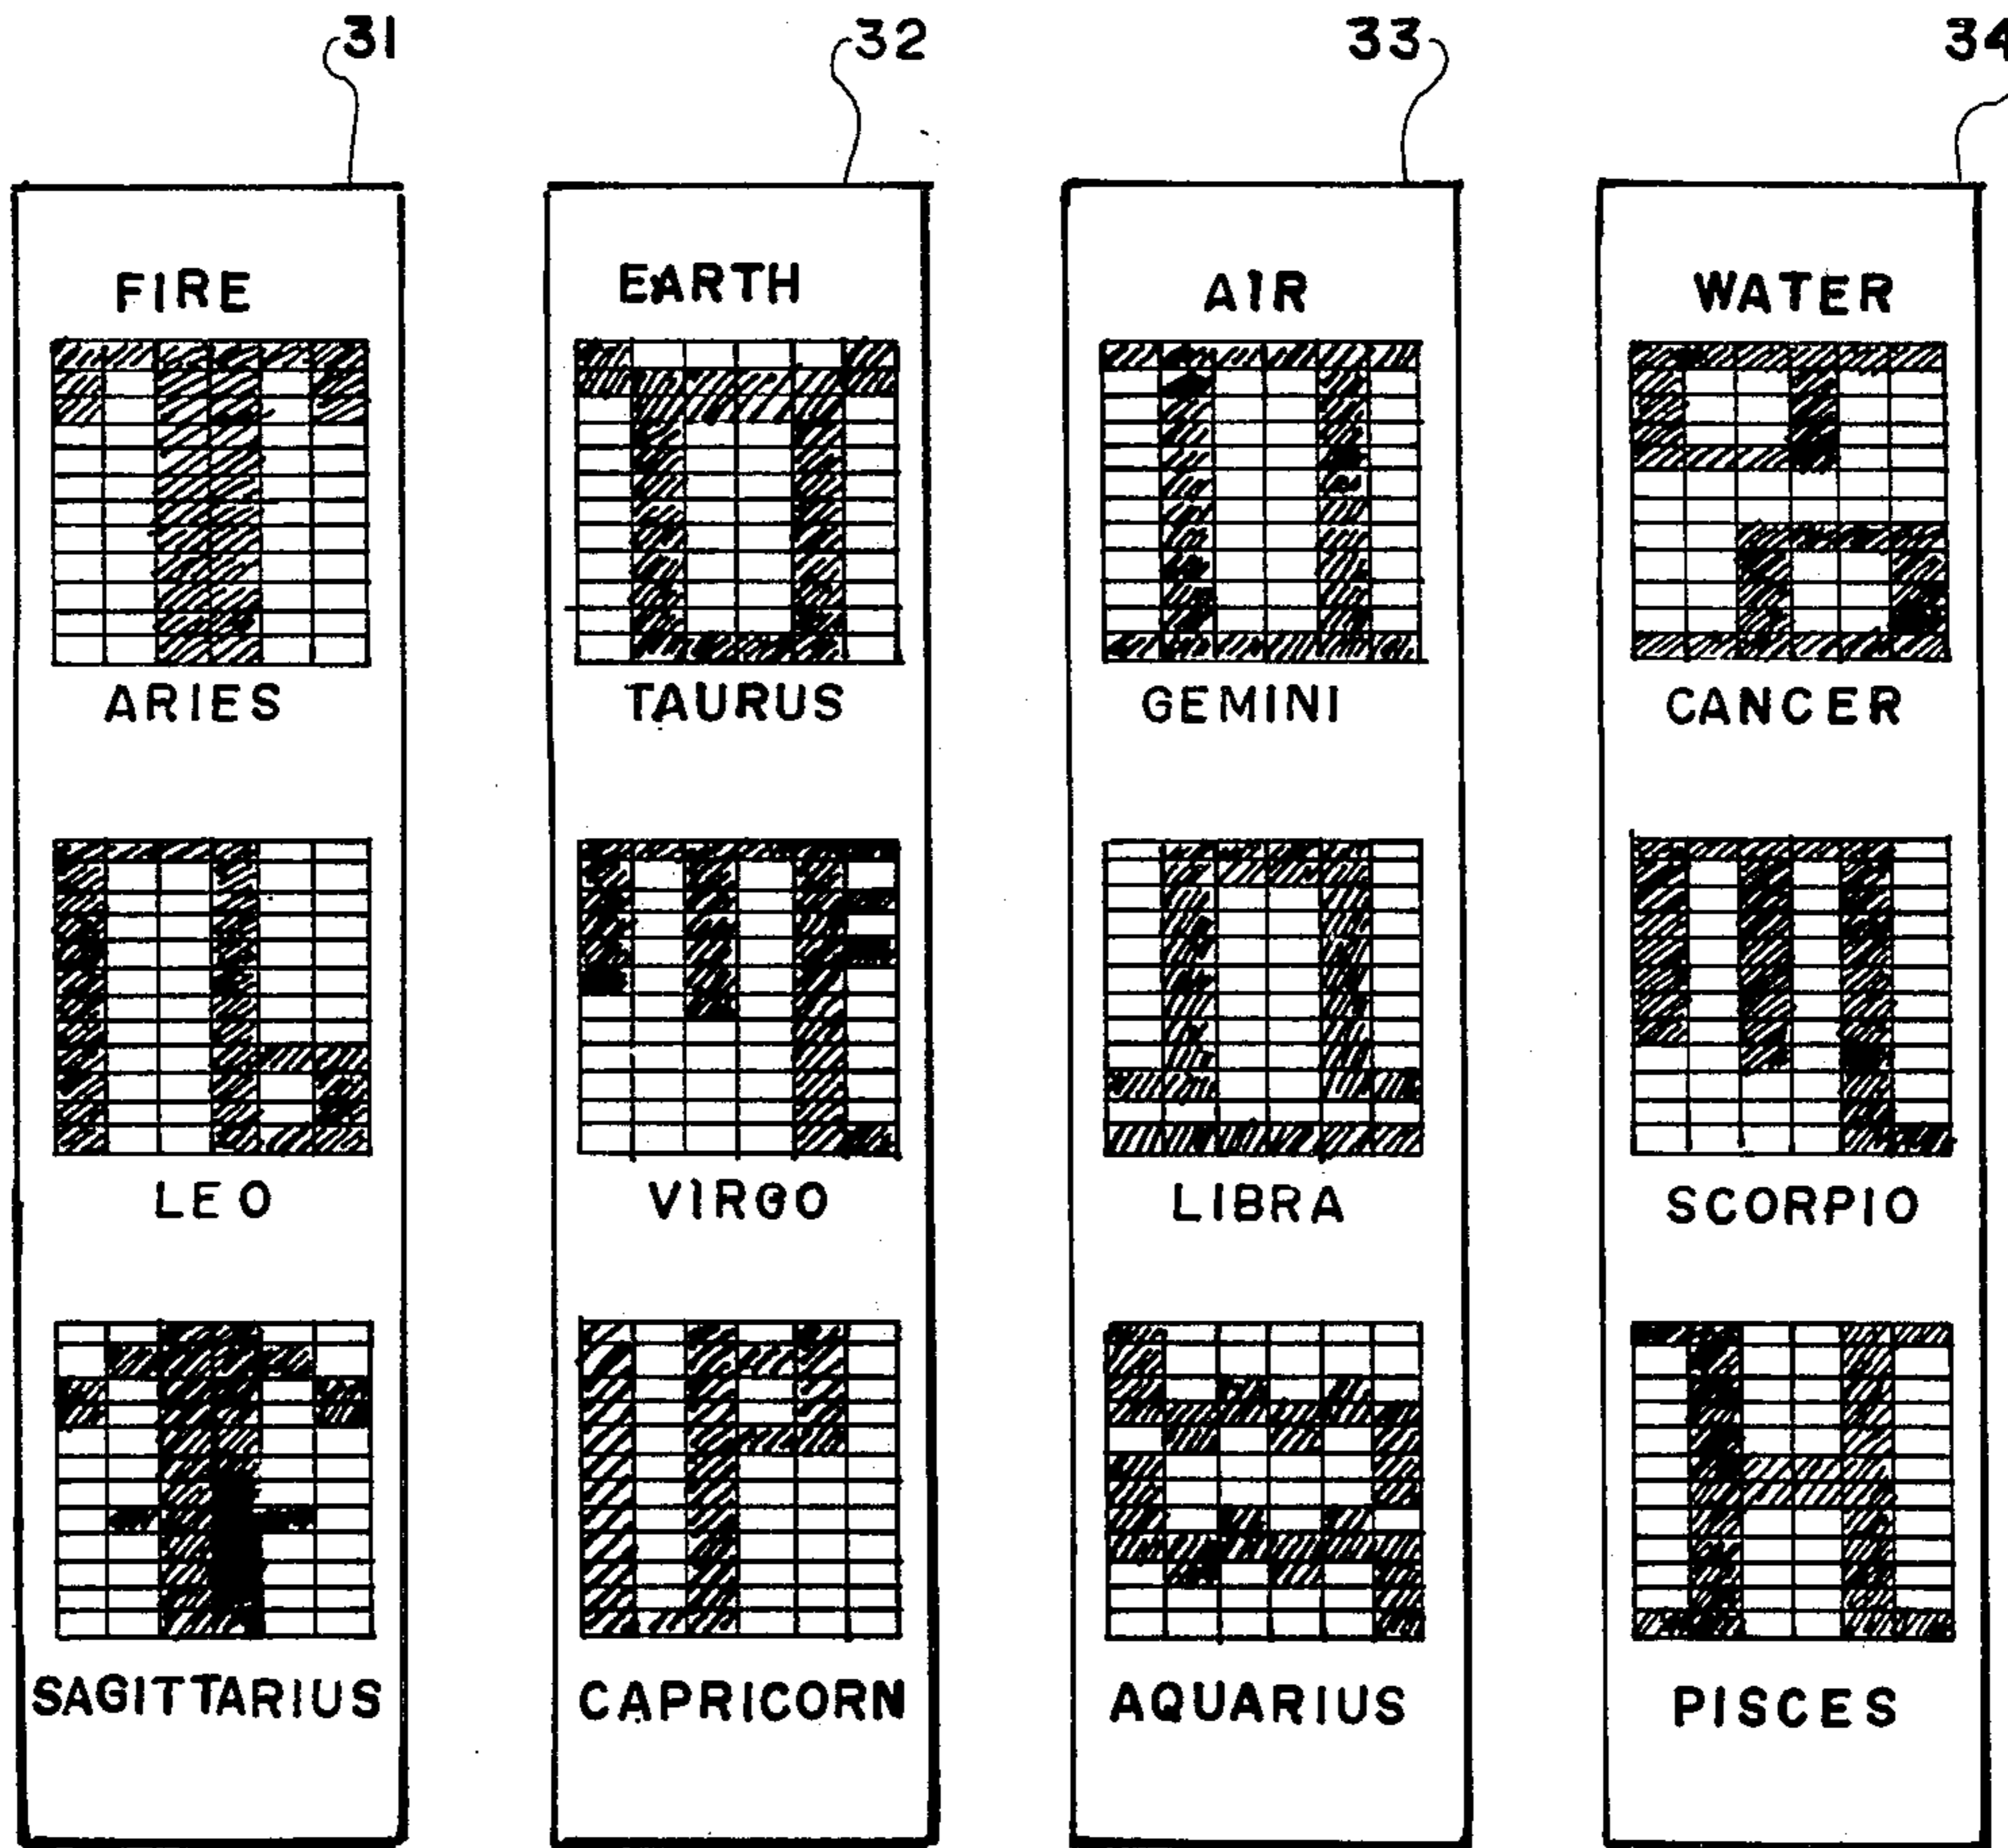 31
32
33
34
FIRE
ARIES
LEO
SAGITTARIUS
EARTH
TAURUS
VIRGO
CAPRICORN
AIR
GEMINI
LIBRA
AQUARIUS
WATER
CANCER
SCORPIO
PISCES